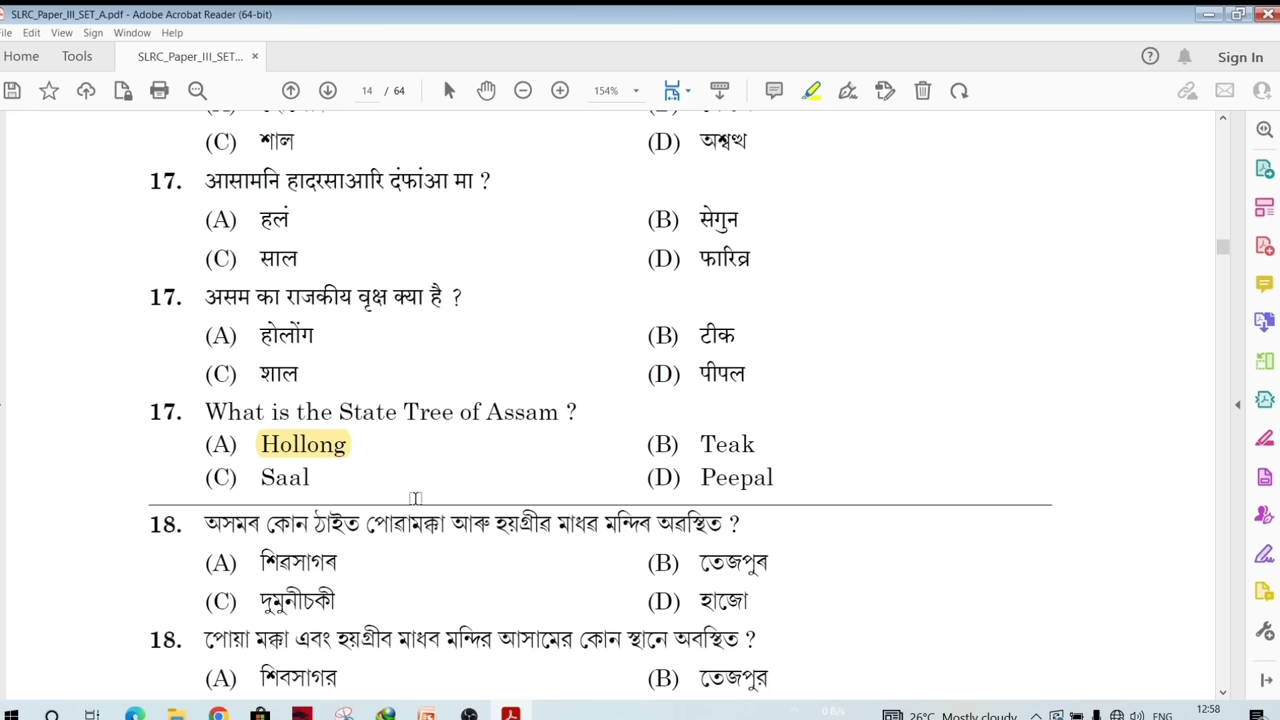 SLRC_Paper_III_SET_A.pdf - Adobe Acrobat Reader (64-bit)
File Edit View Sign Window Help
Home Tools SLRC_Paper_III_SET... × Sign In
14 / 64 154%
(C) শাল (D) অশ্বত্থ
17. आसामनि हादरसाआरि दंफांआ मा ?
(A) हलं (B) सेगुन
(C) साल (D) फारिव्र
17. असम का राजकीय वृक्ष क्या है ?
(A) होलोंग (B) टीक
(C) शाल (D) पीपल
17. What is the State Tree of Assam ?
(A) Hollong (B) Teak
(C) Saal (D) Peepal
18. অসমৰ কোন ঠাইত পোৱামক্কা আৰু হয়গ্ৰীৱ মাধৱ মন্দিৰ অৱস্থিত ?
(A) শিৱসাগৰ (B) তেজপুৰ
(C) দুমুনীচকী (D) হাজো
18. পোয়া মক্কা এবং হয়গ্রীব মাধব মন্দির আসামের কোন স্থানে অবস্থিত ?
(A) শিবসাগর (B) তেজপুর
0 B/s
26°C Mostly cloudy 12:58